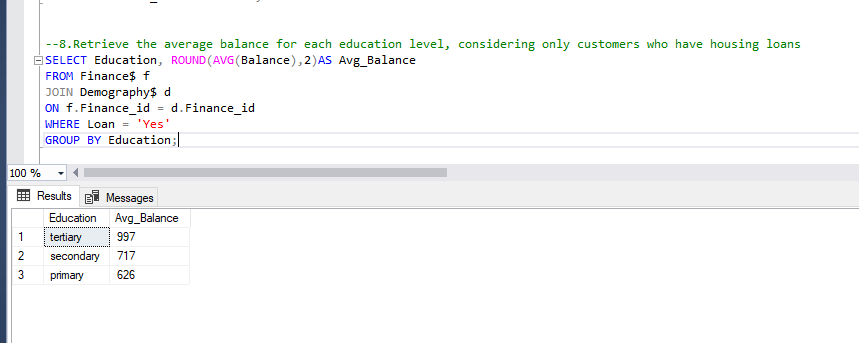 --8.Retrieve the average balance for each education level, considering only customers who have housing loans
SELECT Education, ROUND(AVG(Balance),2)AS Avg_Balance
FROM Finance$ f
JOIN Demography$ d
ON f.Finance_id = d.Finance_id
WHERE Loan = 'Yes'
GROUP BY Education;
100 %
Results Messages
Education Avg_Balance
1 tertiary 997
2 secondary 717
3 primary 626